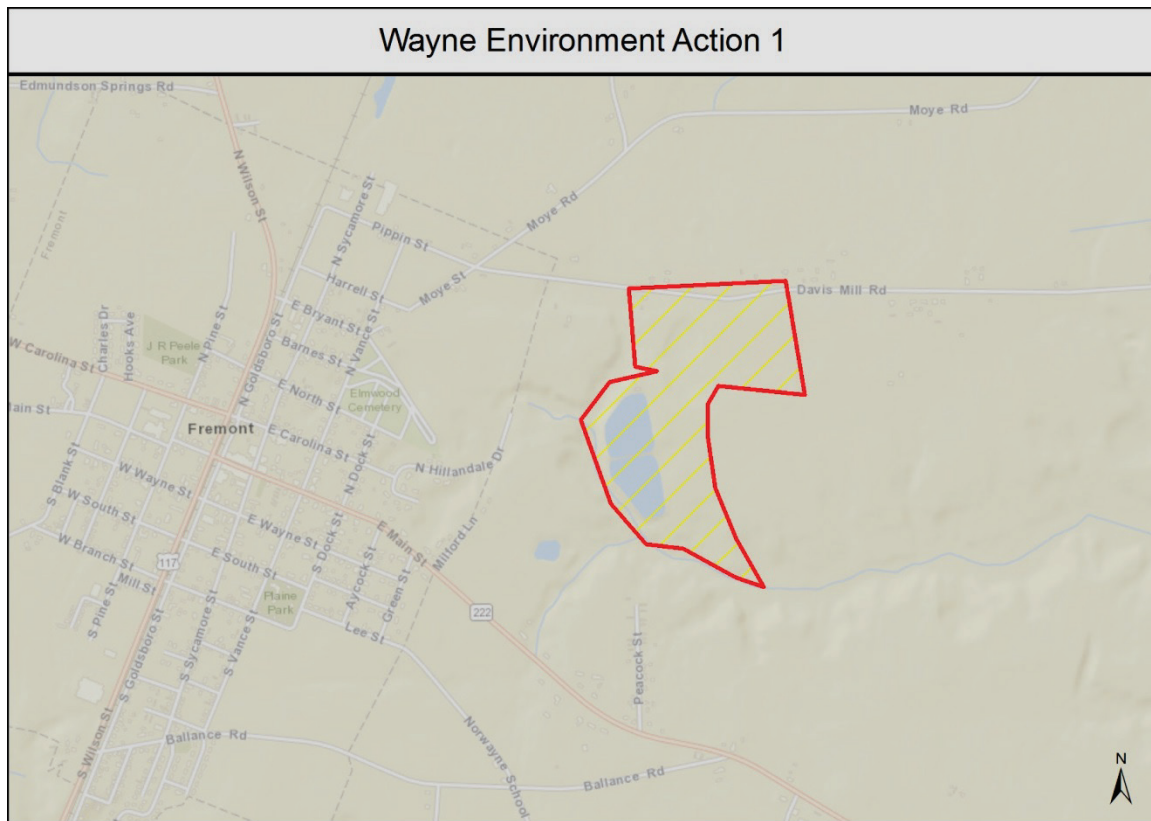 Wayne Environment Action 1
Edmundson Springs Rd
Moye Rd
N Wilson St
Fremont
N Sycamore St
Moye Rd
Pippin St
Harrell St
Moye St
Davis Mill Rd
Charles Dr
Hooks Ave
J R Peele
Park
N Pine St
E Bryant St
Barnes St
N Vance St
W Carolina St
N Goldsboro St
E North St
Elmwood
Cemetery
ain St
Fremont
E Carolina St
N Hillandale Dr
S Blank St
W Wayne St
N Dock St
W South St
E Wayne St
E Main St
Milford Ln
W Branch St
117
E South St
S Dock St
Mill St
Aycock St
Green St
S Pine St
Plaine
Park
222
Lee St
S Goldsboro St
S Sycamore St
S Vance St
Peacock St
S Wilson St
Ballance Rd
Norwayne School
Ballance Rd
N